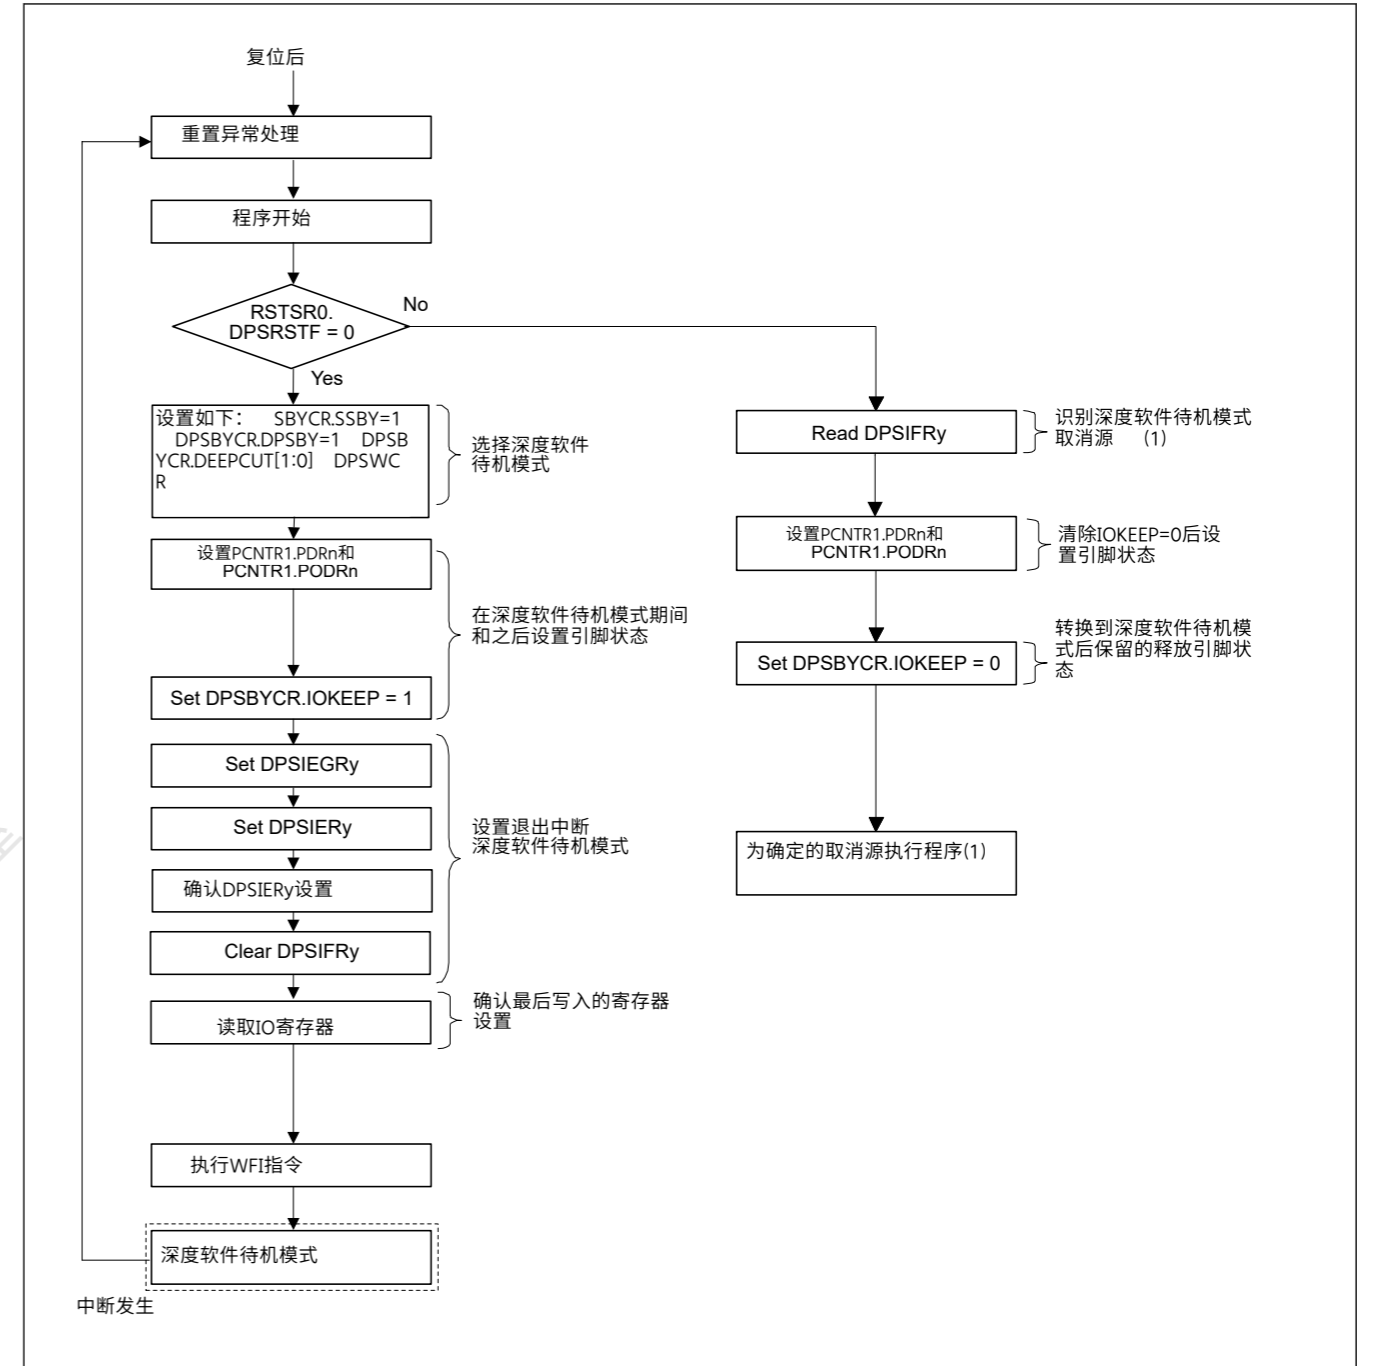 复位后
重置异常处理
程序开始
RSTSR0.
DPSRSTF = 0
No
Yes
设置如下： SBYCR.SSBY=1
DPSBYCR.DPSBY=1 DPSB
YCR.DEEPCUT[1:0] DPSWC
R
选择深度软件
待机模式
设置PCNTR1.PDRn和
PCNTR1.PODRn
在深度软件待机模式期间
和之后设置引脚状态
Set DPSBYCR.IOKEEP = 1
Set DPSIEGRy
Set DPSIERy
确认DPSIERy设置
Clear DPSIFRy
设置退出中断
深度软件待机模式
读取IO寄存器
确认最后写入的寄存器
设置
执行WFI指令
深度软件待机模式
中断发生
Read DPSIFRy
识别深度软件待机模式
取消源 (1)
设置PCNTR1.PDRn和
PCNTR1.PODRn
清除IOKEEP=0后设
置引脚状态
Set DPSBYCR.IOKEEP = 0
转换到深度软件待机模
式后保留的释放引脚状
态
为确定的取消源执行程序(1)